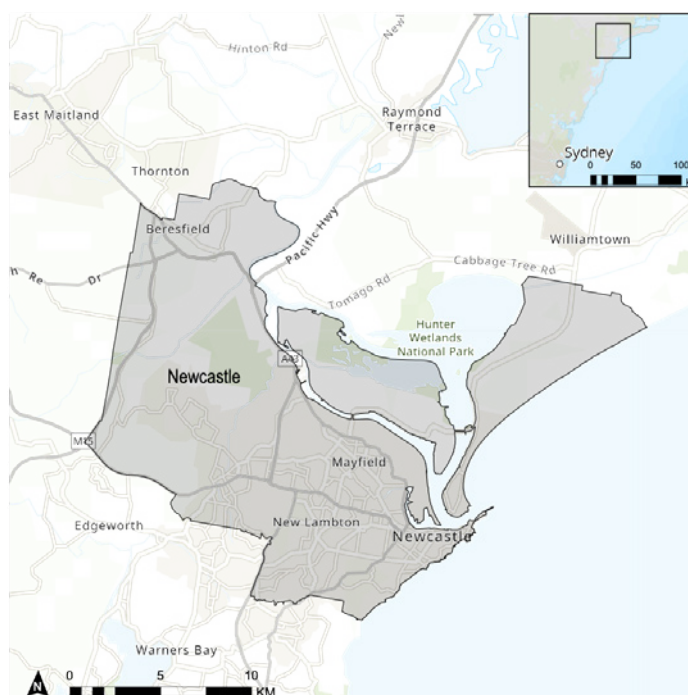 Hinton Rd
New
East Maitland
Raymond
Terrace
Thornton
Sydney
0 50 100
Beresfield
Pacific Hwy
Williamtown
Cabbage Tree Rd
Dr
Tomago Rd
Hunter
Wetlands
National Park
A43
Newcastle
M15
Mayfield
Edgeworth
New Lambton
Newcastle
Warners Bay
N
0 5 10
KM